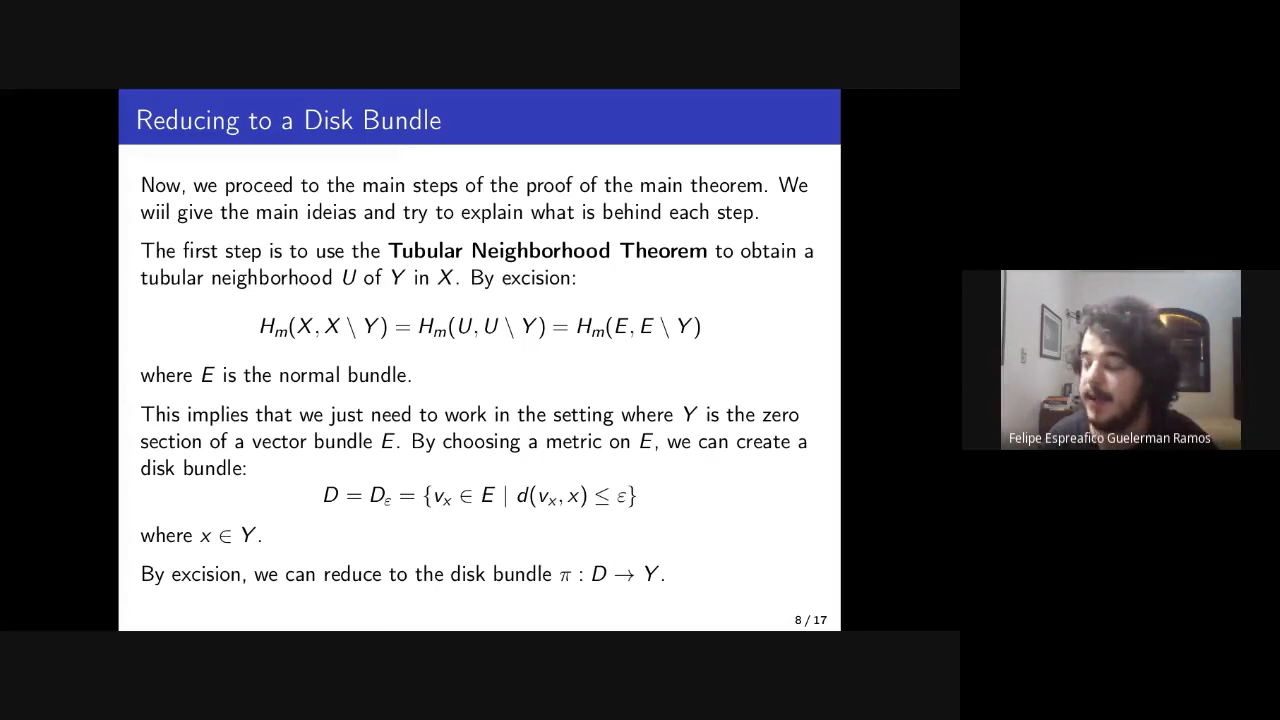 Reducing to a Disk Bundle
Now, we proceed to the main steps of the proof of the main theorem. We
wiil give the main ideias and try to explain what is behind each step.
The first step is to use the Tubular Neighborhood Theorem to obtain a
tubular neighborhood U of Y in X. By excision:
H_m(X, X \ Y) = H_m(U, U \ Y) = H_m(E, E \ Y)
where E is the normal bundle.
This implies that we just need to work in the setting where Y is the zero
section of a vector bundle E. By choosing a metric on E, we can create a
disk bundle:
D = D_ε = {v_x ∈ E | d(v_x, x) ≤ ε}
where x ∈ Y.
By excision, we can reduce to the disk bundle π : D → Y.
8 / 17
Felipe Espreafico Guelerman Ramos